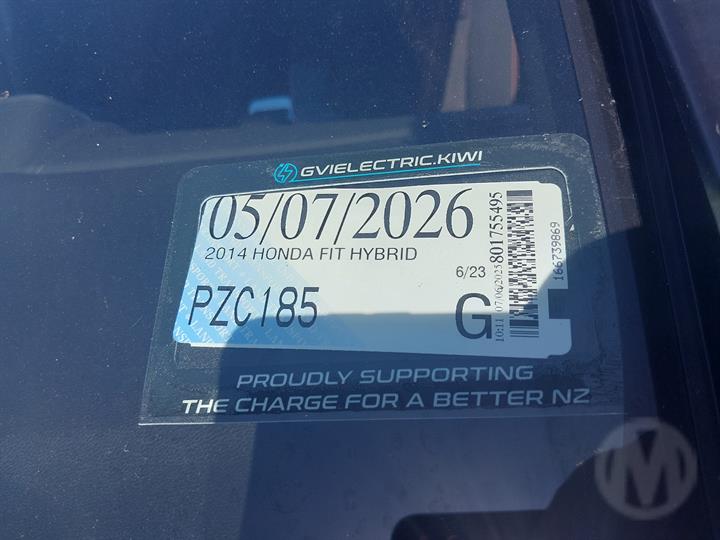 GVIELECTRIC.KIWI
05/07/2026
2014 HONDA FIT HYBRID
6/23
PZC185
G
801755495
166739869
PROUDLY SUPPORTING
THE CHARGE FOR A BETTER NZ
M